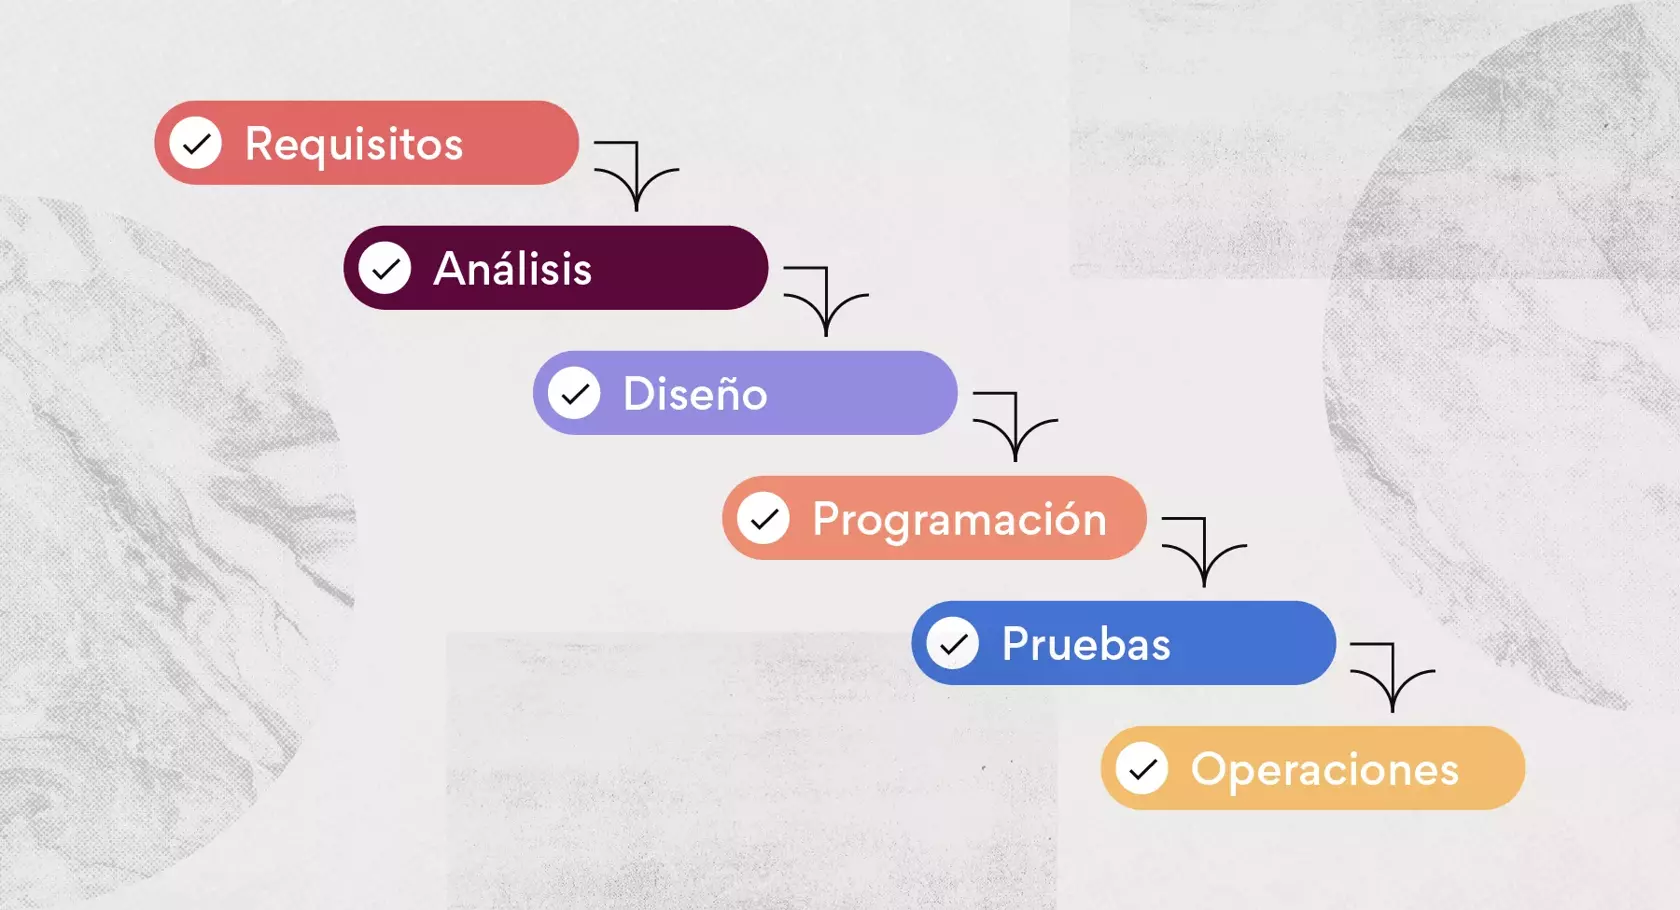 Requisitos
Análisis
Diseño
Programación
Pruebas
Operaciones